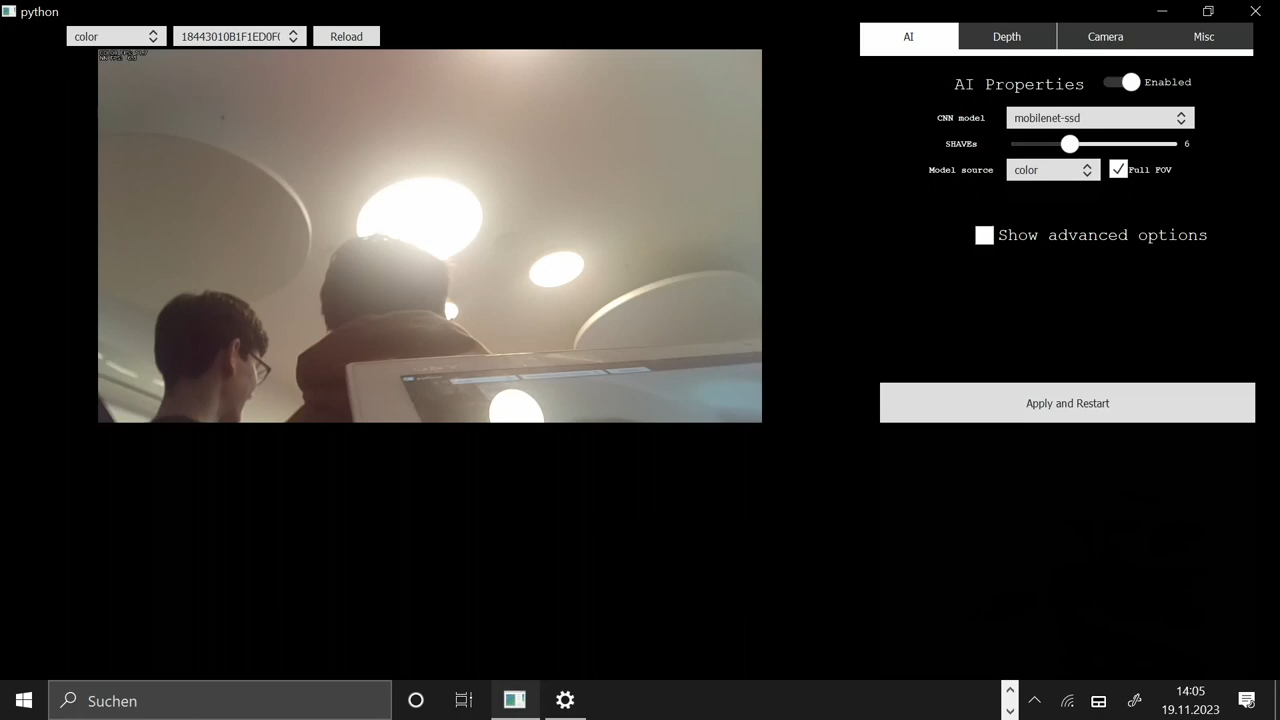 python
color
18443010B1F1ED0F(
Reload
AI
Depth
Camera
Misc
AI Properties
Enabled
CNN model
mobilenet-ssd
SHAVEs
6
Model source
color
Full FOV
Show advanced options
Apply and Restart
Suchen
14:05
19.11.2023